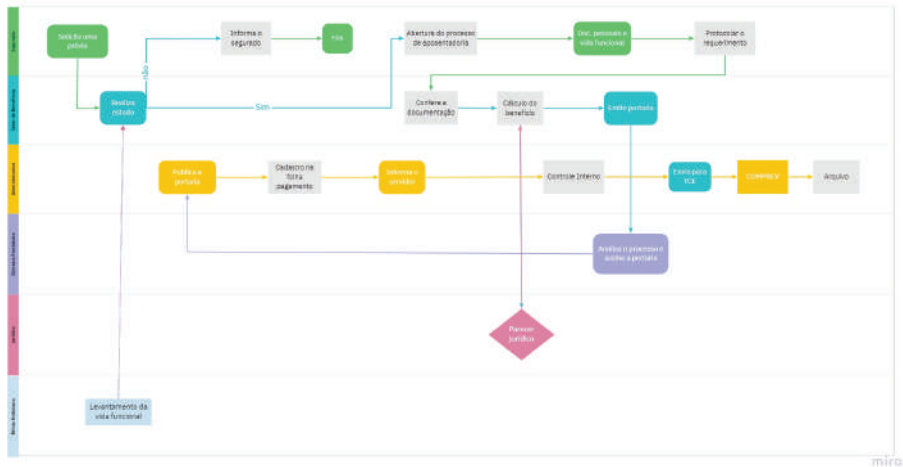 Solicita uma
Informa o
segurado
Fim
Abertura do processo
de aposentadoria
Doc. pessoais e
vida funcional
Protocolar o
requerimento
não
Realiza
estudo
Sim
Confere a
documentação
Cálculo do
benefício
Emite portaria
Publica a
portaria
Cadastro na
folha
pagamento
Informa o
servidor
Controle Interno
Envio para
TCE
COMPREV
Arquivo
Analisa o processo e
assina a portaria
Parecer
jurídico
Levantamento da
vida funcional
miro